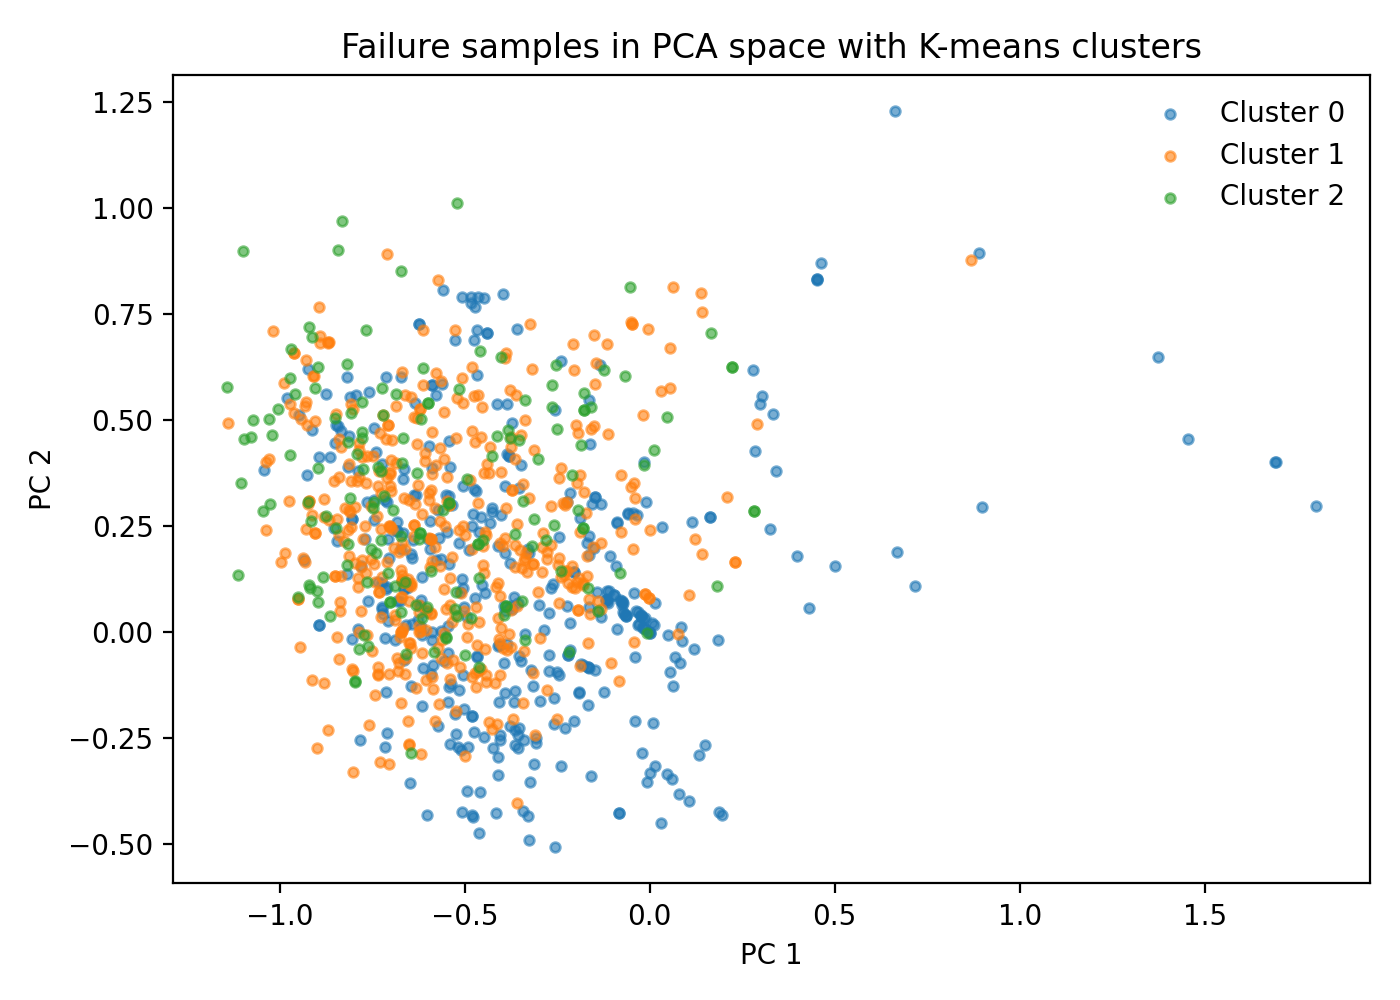 Failure samples in PCA space with K-means clusters
Cluster 0
Cluster 1
Cluster 2
1.25
1.00
0.75
0.50
0.25
0.00
−0.25
−0.50
PC 2
−1.0
−0.5
0.0
0.5
1.0
1.5
PC 1